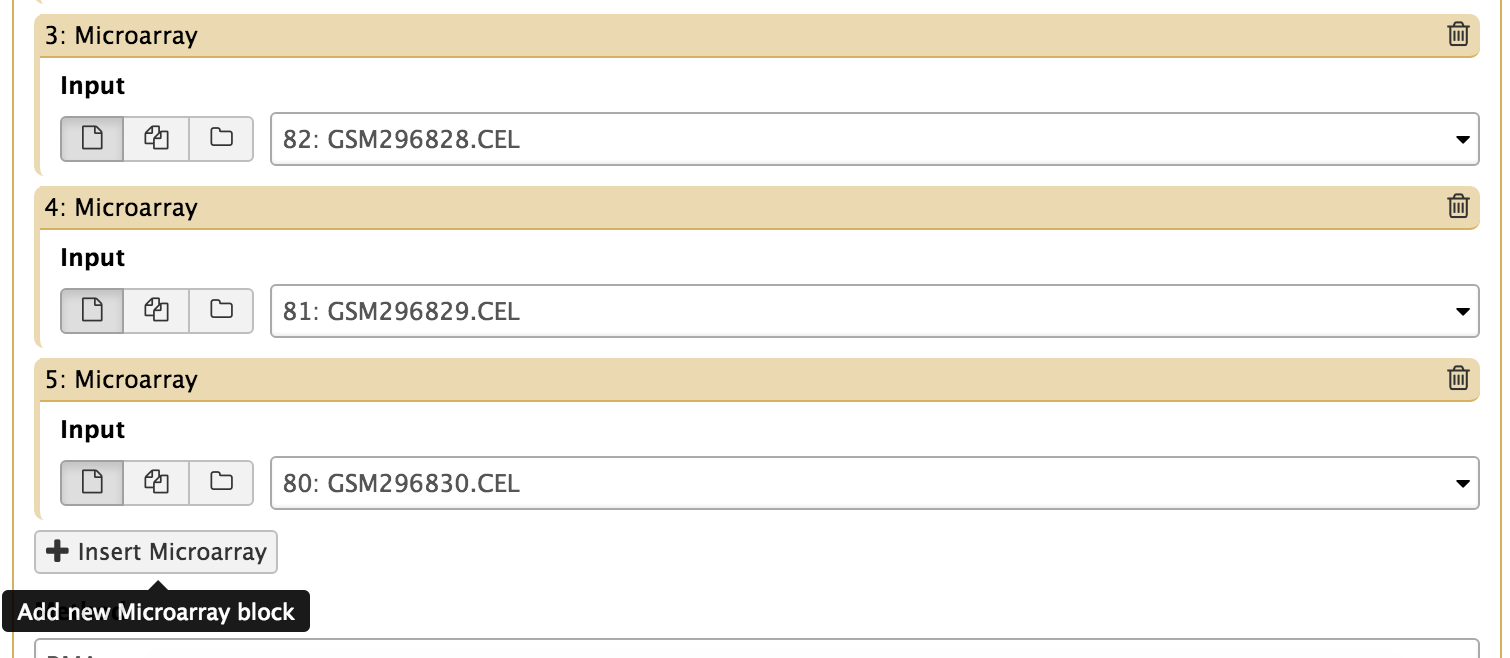 3: Microarray
Input
82: GSM296828.CEL
4: Microarray
Input
81: GSM296829.CEL
5: Microarray
Input
80: GSM296830.CEL
Insert Microarray
Add new Microarray block